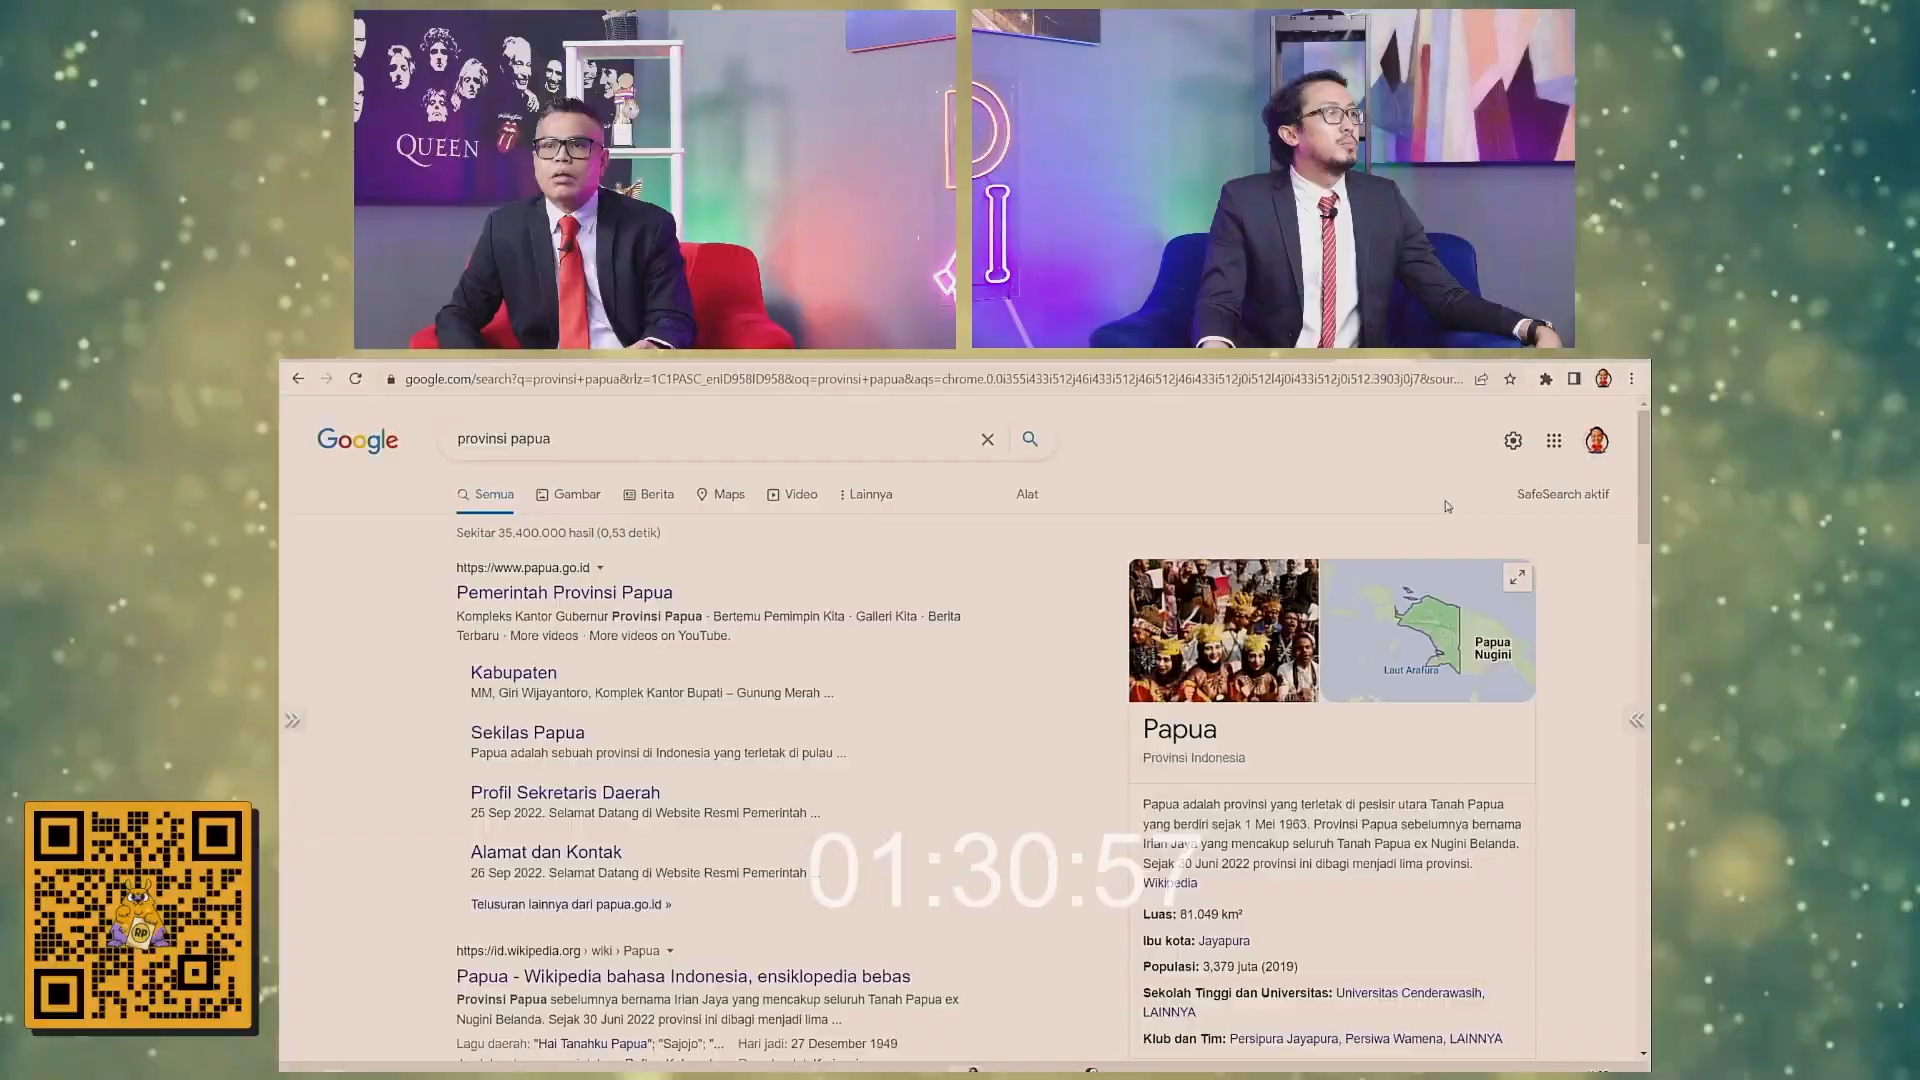 QUEEN
google.com/search?q=provinsi+papua&rlz=1C1PASC_enID958ID958&oq=provinsi+papua&aqs=chrome.0.0i355i433i512j46i433i512j46i512j46i433i512j0i512l4j0i433i512j0i512.3903j0j7&sour...
Google
provinsi papua
Semua
Gambar
Berita
Maps
Video
Lainnya
Alat
SafeSearch aktif
Sekitar 35.400.000 hasil (0,53 detik)
https://www.papua.go.id
Pemerintah Provinsi Papua
Kompleks Kantor Gubernur Provinsi Papua · Bertemu Pemimpin Kita · Galleri Kita · Berita
Terbaru · More videos · More videos on YouTube.
Kabupaten
MM, Giri Wijayantoro, Komplek Kantor Bupati – Gunung Merah ...
Sekilas Papua
Papua adalah sebuah provinsi di Indonesia yang terletak di pulau ...
Profil Sekretaris Daerah
25 Sep 2022. Selamat Datang di Website Resmi Pemerintah ...
Alamat dan Kontak
26 Sep 2022. Selamat Datang di Website Resmi Pemerintah ...
Telusuran lainnya dari papua.go.id »
https://id.wikipedia.org › wiki › Papua
Papua - Wikipedia bahasa Indonesia, ensiklopedia bebas
Provinsi Papua sebelumnya bernama Irian Jaya yang mencakup seluruh Tanah Papua ex
Nugini Belanda. Sejak 30 Juni 2022 provinsi ini dibagi menjadi lima ...
Lagu daerah: "Hai Tanahku Papua"; "Sajojo"; "... Hari jadi: 27 Desember 1949
Papua
Nugini
Laut Arafura
Papua
Provinsi Indonesia
Papua adalah provinsi yang terletak di pesisir utara Tanah Papua
yang berdiri sejak 1 Mei 1963. Provinsi Papua sebelumnya bernama
Irian Jaya yang mencakup seluruh Tanah Papua ex Nugini Belanda.
Sejak 30 Juni 2022 provinsi ini dibagi menjadi lima provinsi.
Wikipedia
Luas: 81.049 km²
Ibu kota: Jayapura
Populasi: 3,379 juta (2019)
Sekolah Tinggi dan Universitas: Universitas Cenderawasih,
LAINNYA
Klub dan Tim: Persipura Jayapura, Persiwa Wamena, LAINNYA
01:30:57
RP